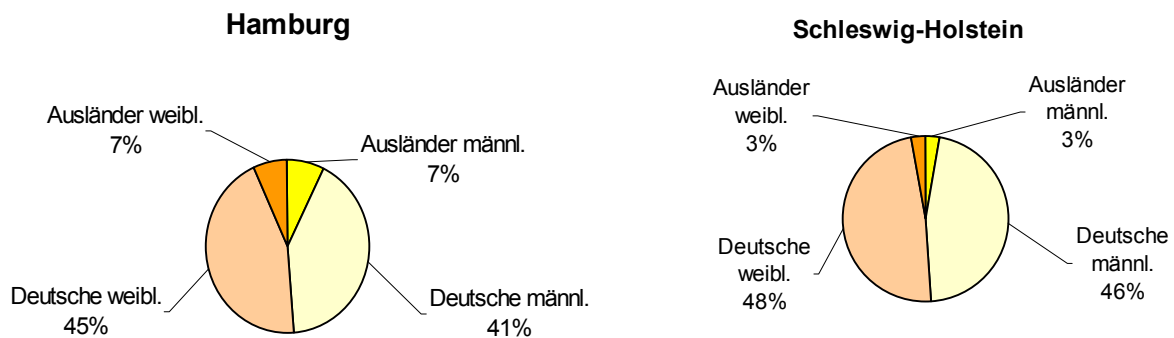 Hamburg
Ausländer weibl.
7%
Ausländer männl.
7%
Deutsche weibl.
45%
Deutsche männl.
41%
Schleswig-Holstein
Ausländer
weibl.
3%
Ausländer
männl.
3%
Deutsche
weibl.
48%
Deutsche
männl.
46%